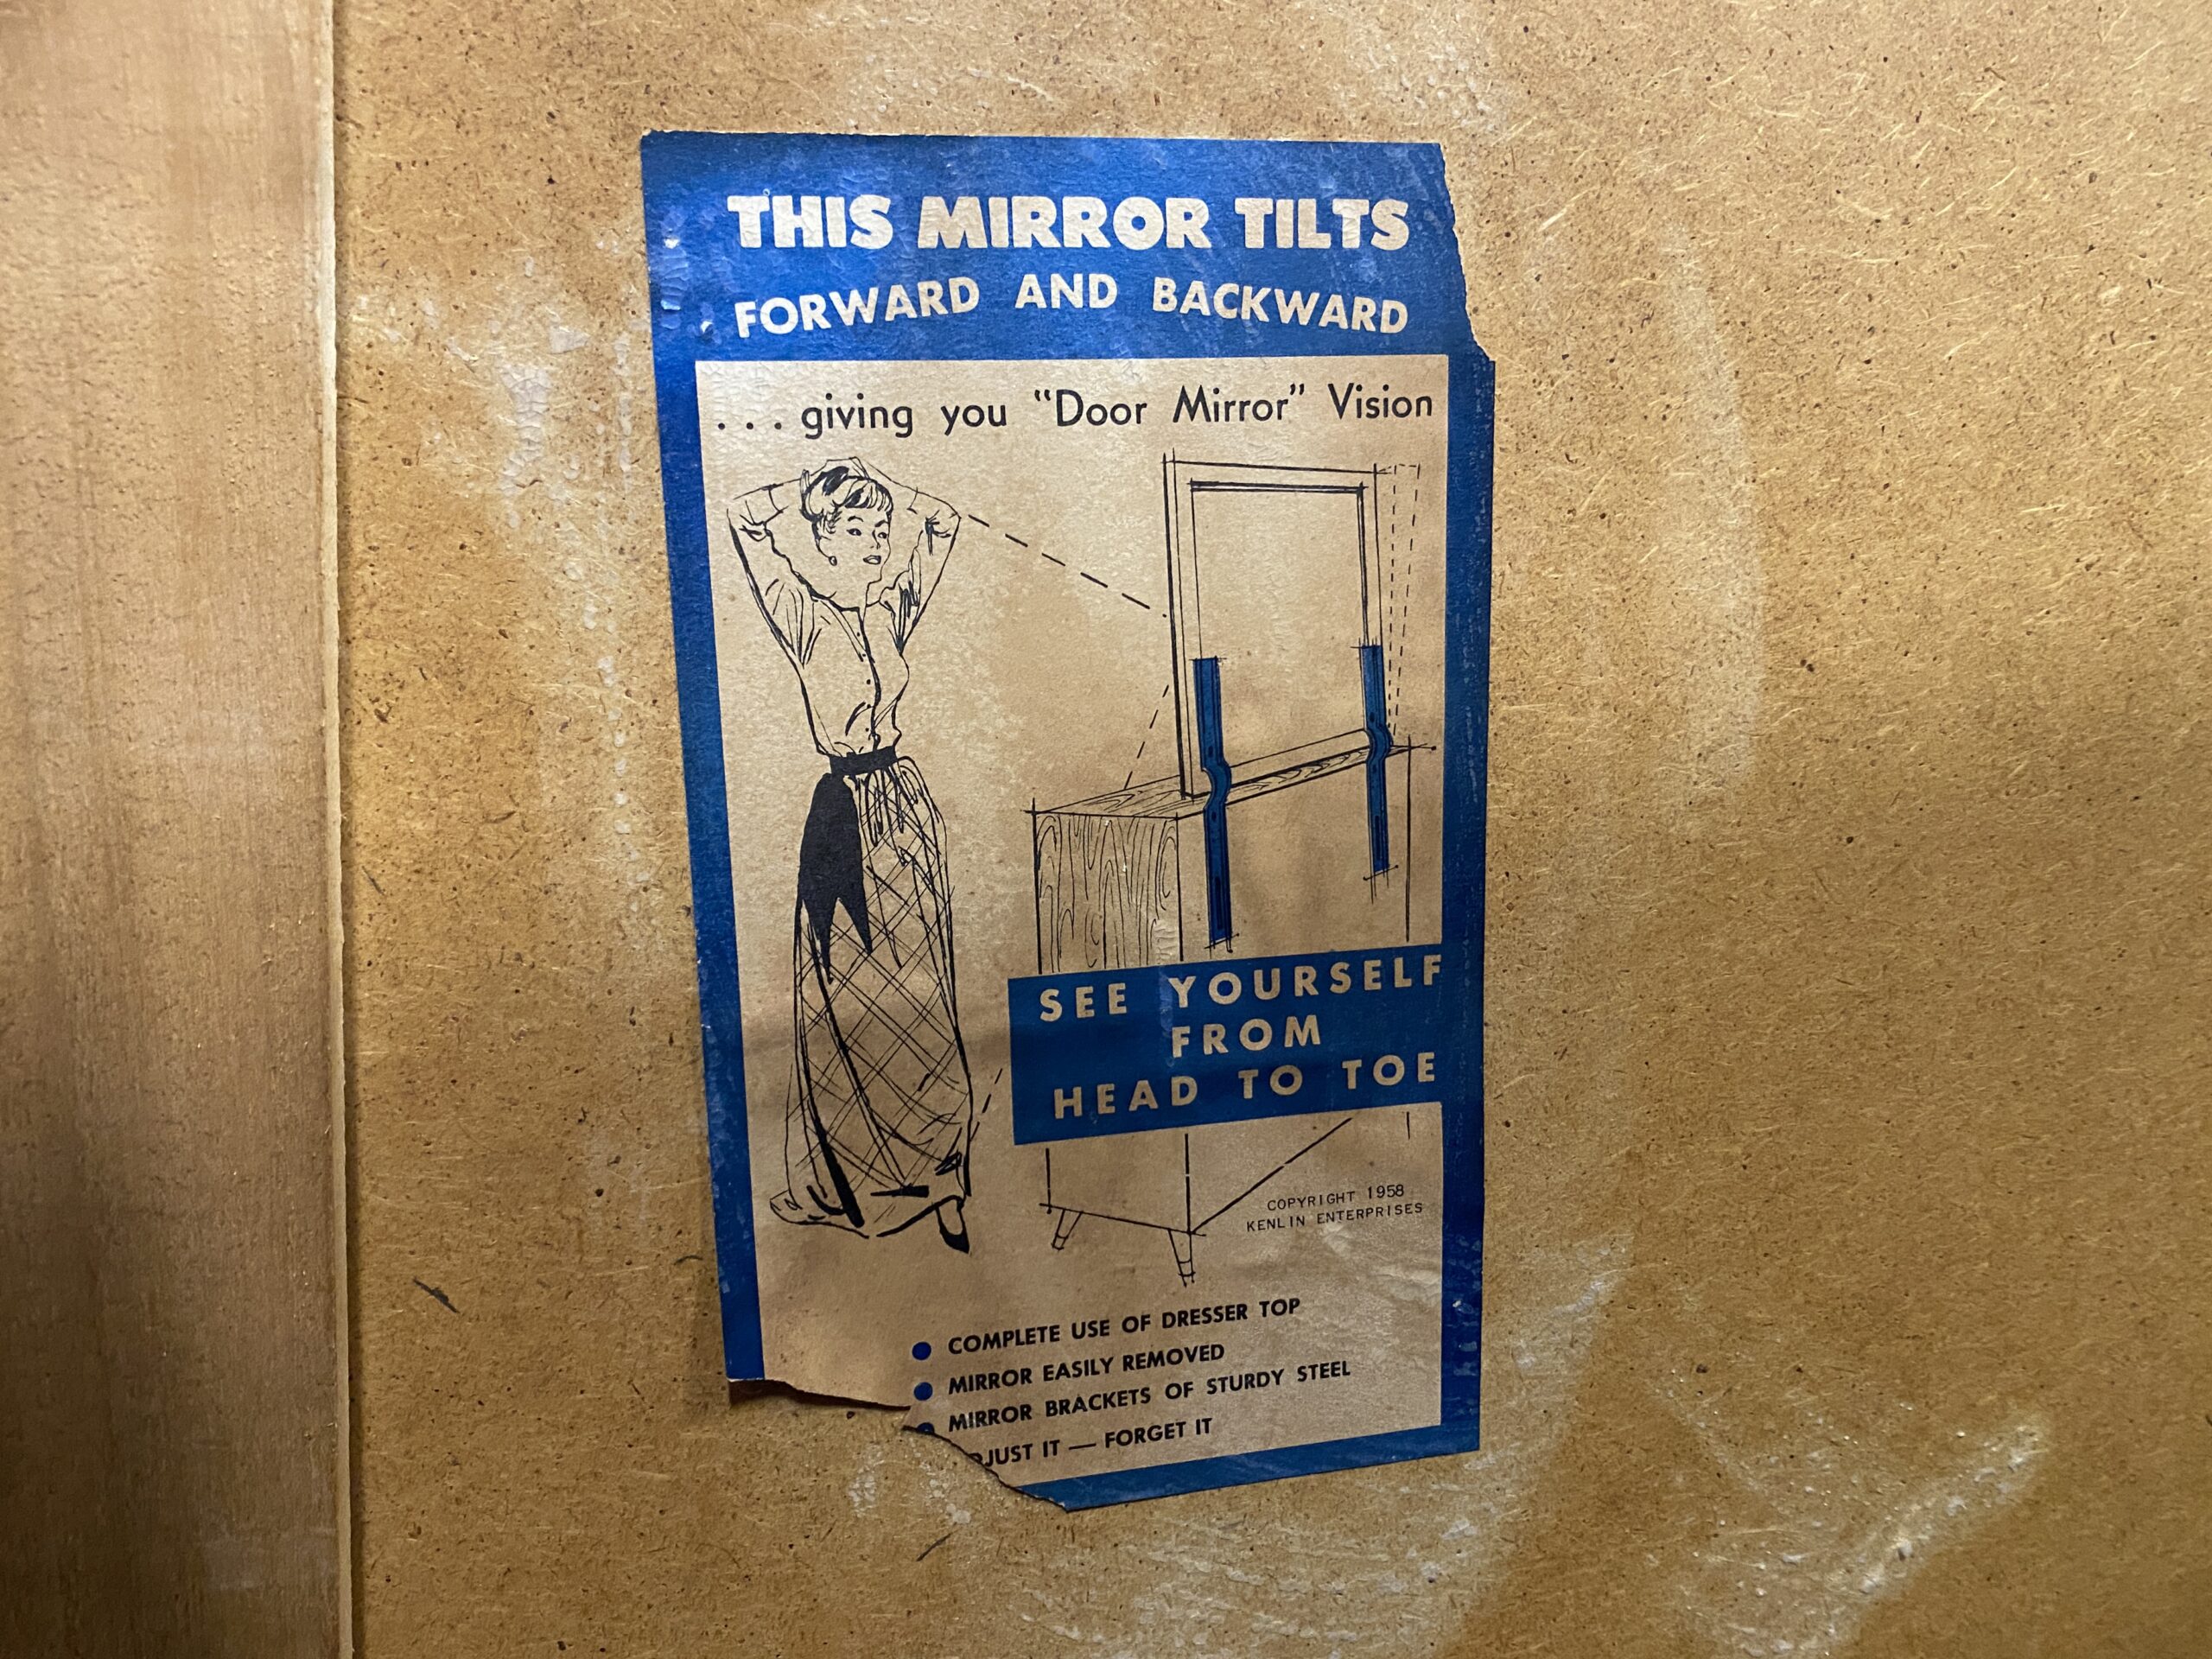 THIS MIRROR TILTS
FORWARD AND BACKWARD
...giving you "Door Mirror" Vision
SEE YOURSELF
FROM
HEAD TO TOE
COPYRIGHT 1958
KENLIN ENTERPRISES
● COMPLETE USE OF DRESSER TOP
● MIRROR EASILY REMOVED
● MIRROR BRACKETS OF STURDY STEEL
DJUST IT — FORGET IT